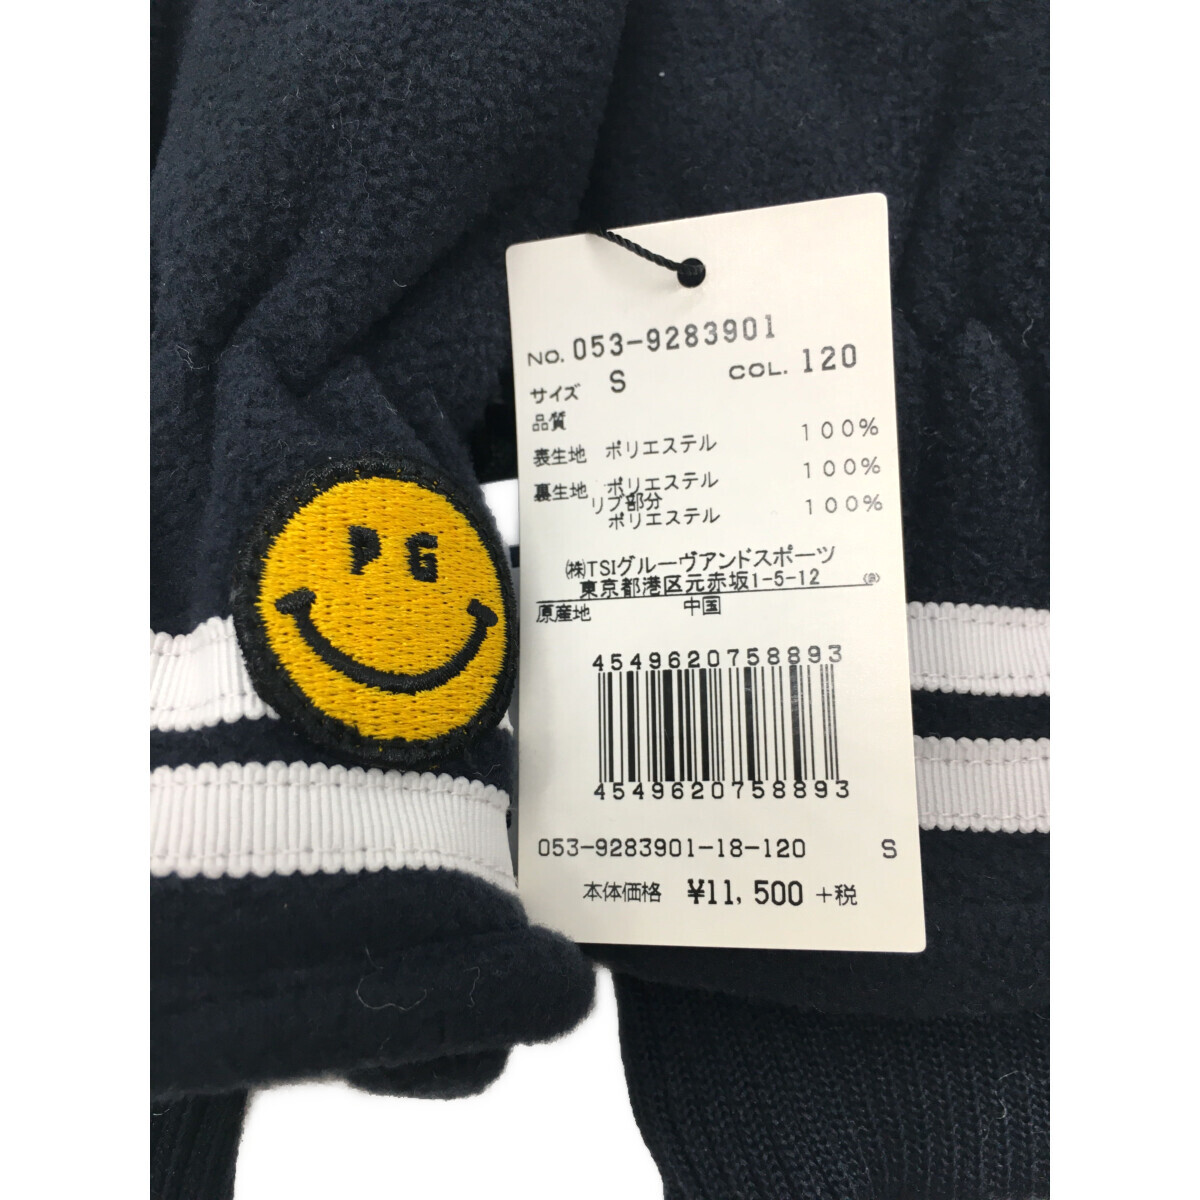 NO. 053-9283901
サイズ S COL. 120
品質
表生地 ポリエステル 100%
裏生地 ポリエステル 100%
リブ部分
ポリエステル 100%
㈱TSIグルーヴアンドスポーツ
東京都港区元赤坂1-5-12
原産地 中国
4549620758893
4549620758893
053-9283901-18-120 S
本体価格 ¥11,500 +税
PG